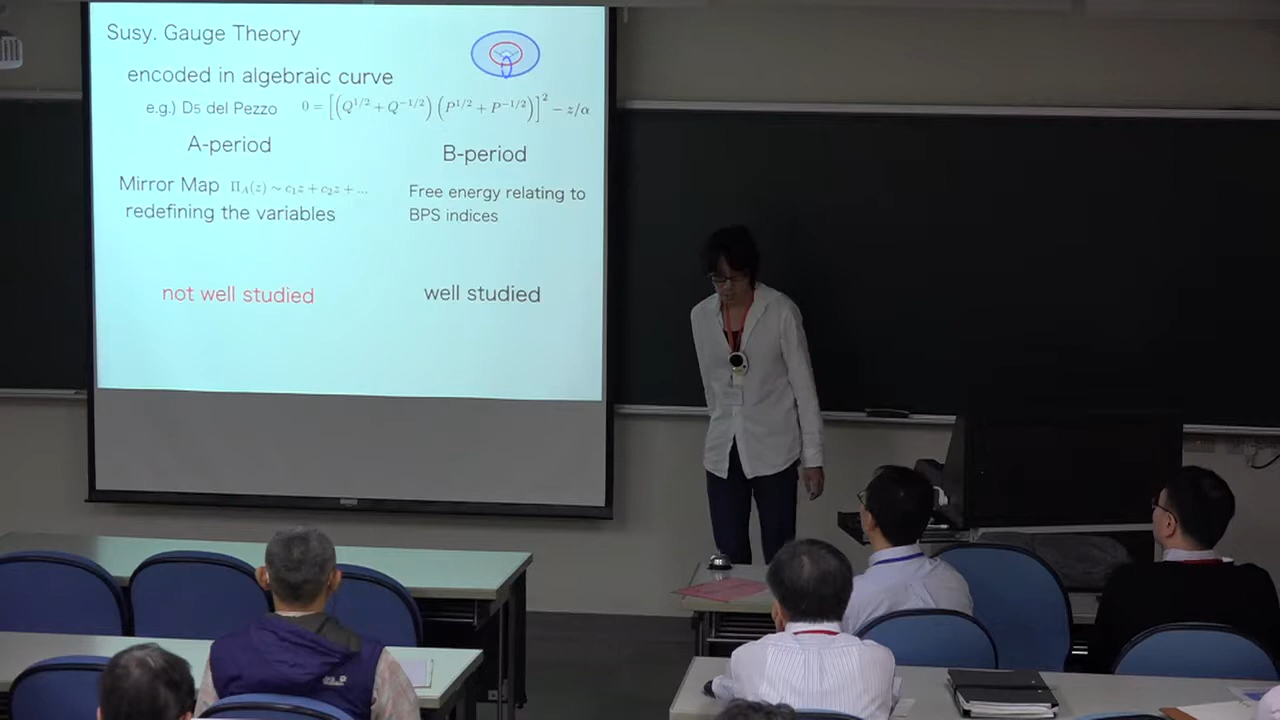 Susy. Gauge Theory
encoded in algebraic curve
e.g.) D5 del Pezzo 0 = [(Q^{1/2} + Q^{-1/2}) (P^{1/2} + P^{-1/2})]^2 − z/α
A-period
B-period
Mirror Map Π_A(z) ∼ c_1z + c_2z + ...
redefining the variables
Free energy relating to
BPS indices
not well studied
well studied